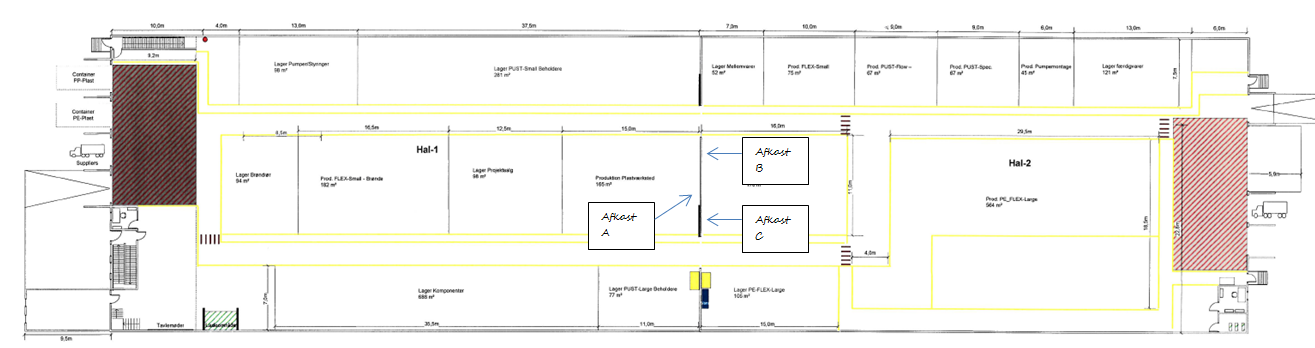 10,0m
4,0m
13,0m
37,5m
7,0m
10,0m
9,0m
6,0m
13,0m
6,0m
9,2m
Container
PP-Plast
Container
PE-Plast
Suppliers
Lager Pumper/Styringer
98 m²
Lager PUST-Small Beholdere
281 m²
Lager Mellemvarer
52 m²
Prod. FLEX-Small
75 m²
Prod. PUST-Flow –
67 m²
Prod. PUST-Spec.
67 m²
Prod. Pumpemontage
45 m²
Lager færdigvarer
121 m²
7,5m
6,5m
16,5m
12,5m
15,0m
16,0m
29,5m
Hal-1
Hal-2
Lager Brøndrør
94 m²
Prod. FLEX-Small - Brønde
182 m²
Lager Projektsalg
98 m²
Produktion Plastværksted
165 m²
Afkast
B
Afkast
A
Afkast
C
11,0m
Prod. PE_FLEX-Large
564 m²
18,5m
5,9m
4,0m
7,0m
Lager Komponenter
686 m²
Lager PUST-Large Beholdere
77 m²
Lager PE-FLEX-Large
105 m²
Tavlemøder
35,5m
11,0m
15,0m
9,5m